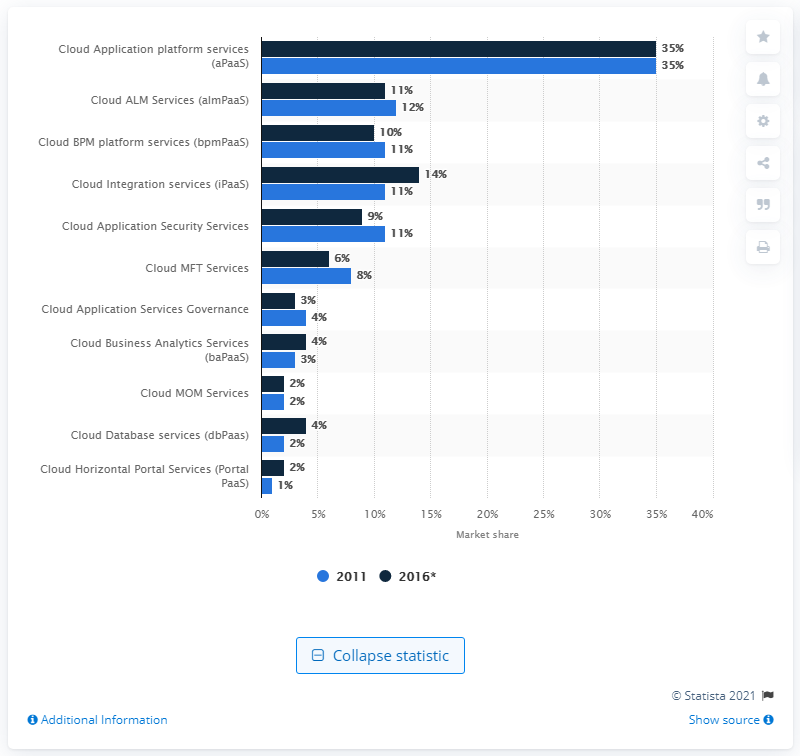 Cloud Application platform services
(aPaaS)
35%
35%
Cloud ALM Services (almPaaS)
11%
12%
Cloud BPM platform services (bpmPaaS)
10%
11%
Cloud Integration services (iPaaS)
14%
11%
Cloud Application Security Services
9%
11%
Cloud MFT Services
6%
8%
Cloud Application Services Governance
3%
4%
Cloud Business Analytics Services
(baPaaS)
4%
3%
Cloud MOM Services
2%
2%
Cloud Database services (dbPaas)
4%
2%
Cloud Horizontal Portal Services (Portal
PaaS)
2%
1%
0% 5% 10% 15% 20% 25% 30% 35% 40%
Market share
2011 2016*
Collapse statistic
© Statista 2021
Additional Information Show source